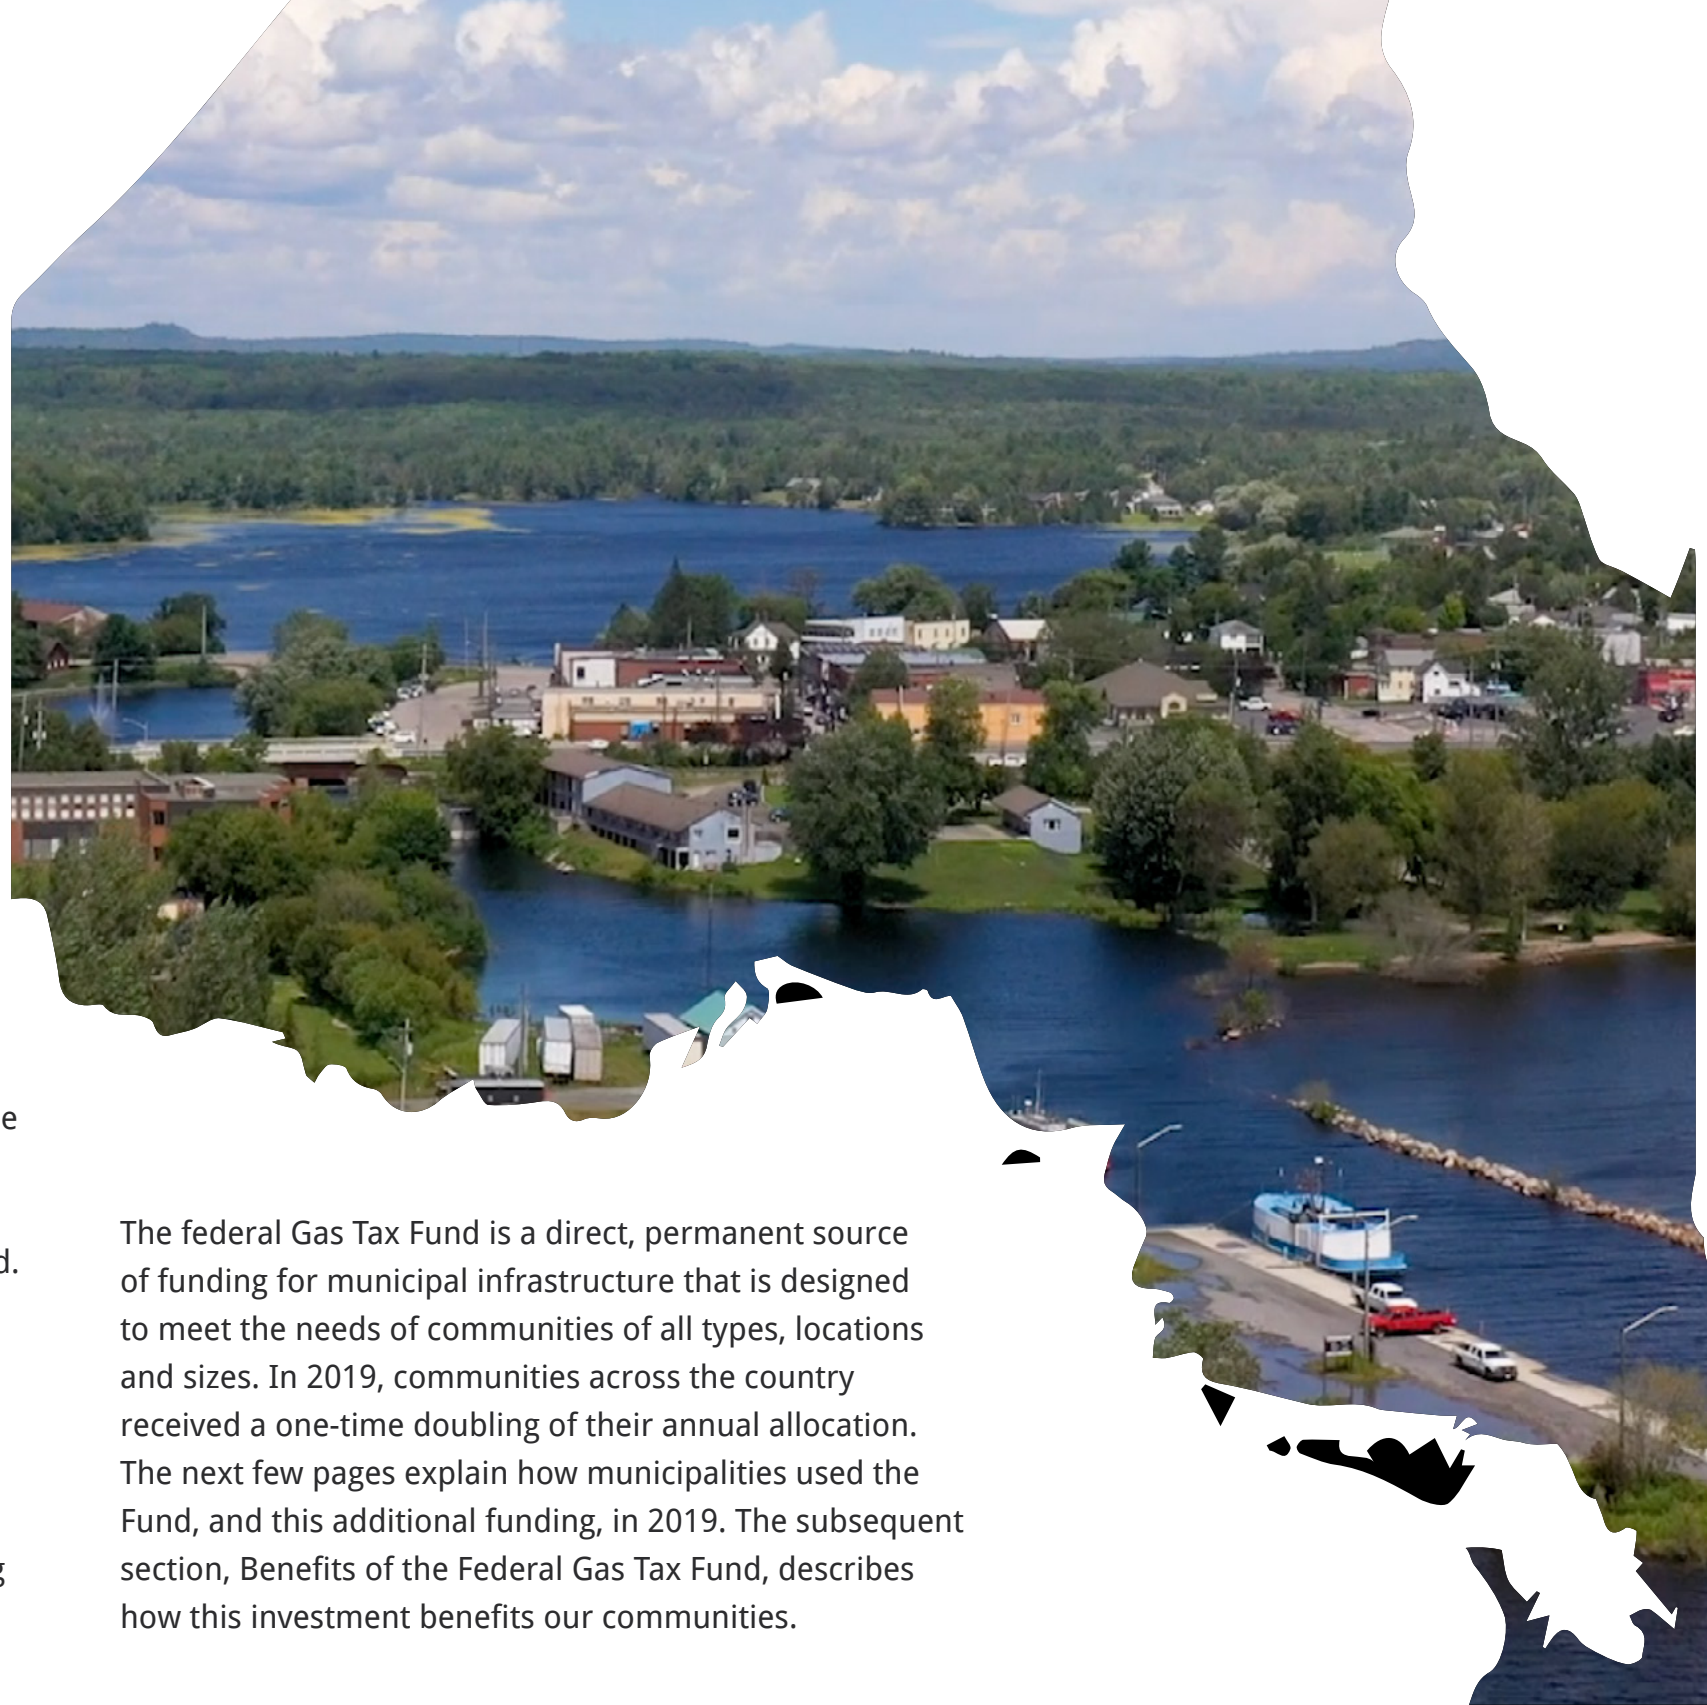 e
d.
g
The federal Gas Tax Fund is a direct, permanent source
of funding for municipal infrastructure that is designed
to meet the needs of communities of all types, locations
and sizes. In 2019, communities across the country
received a one-time doubling of their annual allocation.
The next few pages explain how municipalities used the
Fund, and this additional funding, in 2019. The subsequent
section, Benefits of the Federal Gas Tax Fund, describes
how this investment benefits our communities.